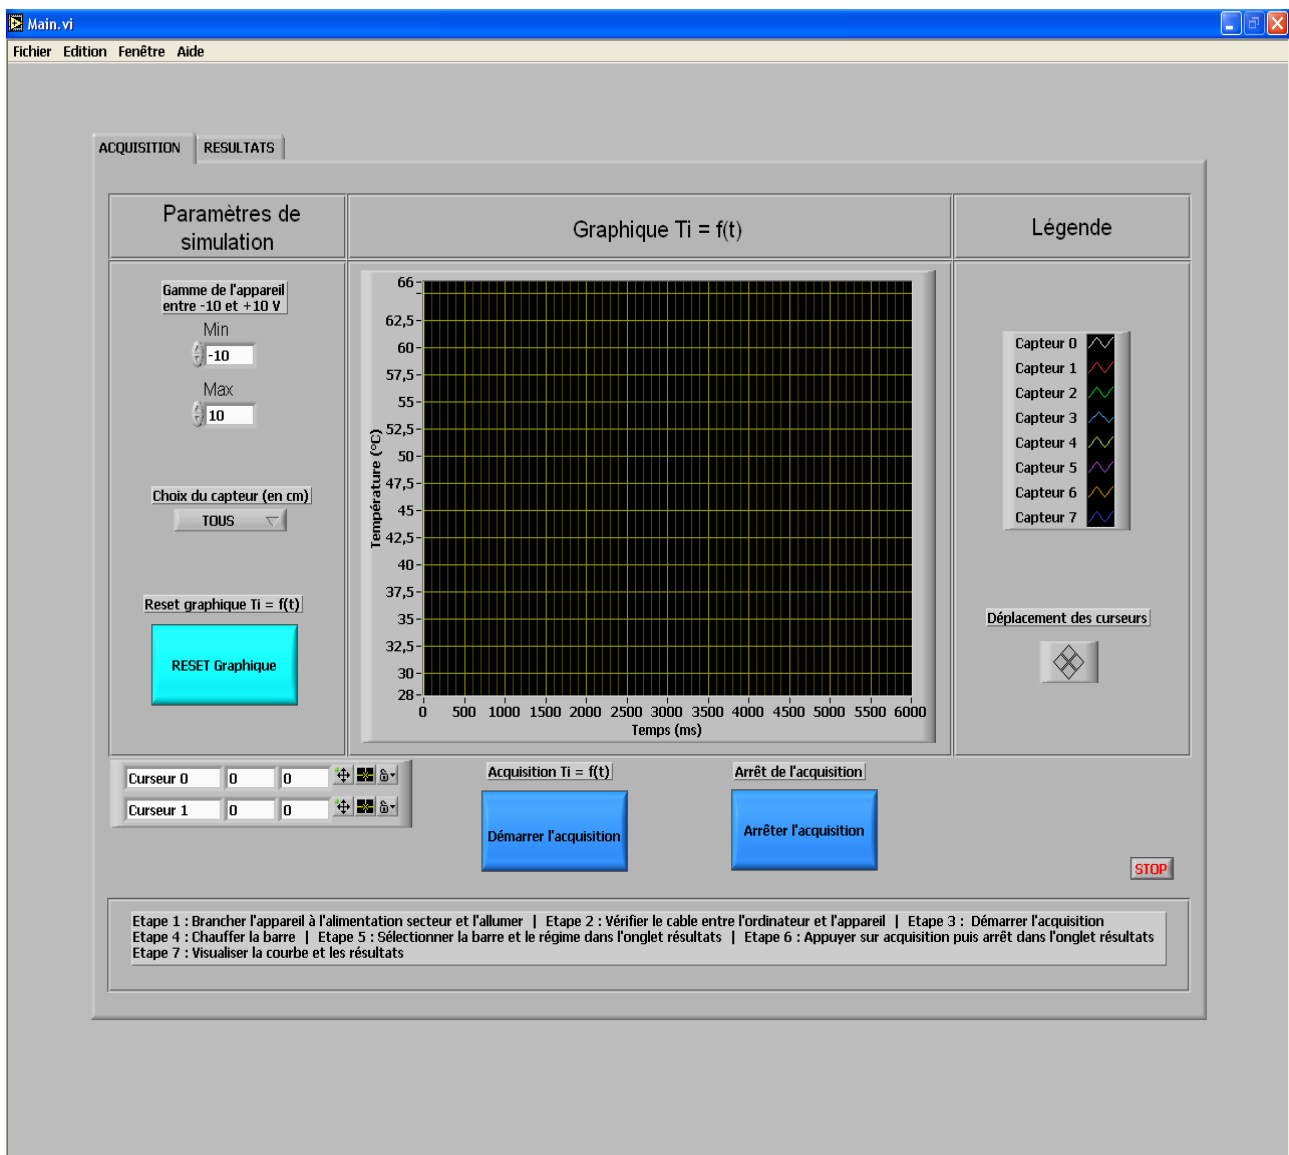 Main.vi
Fichier Edition Fenêtre Aide
ACQUISITION RESULTATS
Paramètres de
simulation
Graphique Ti = f(t)
Légende
Gamme de l'appareil
entre -10 et +10 V
Min
-10
Max
10
Choix du capteur (en cm)
TOUS
Reset graphique Ti = f(t)
RESET Graphique
Température (°C)
66
62,5
60
57,5
55
52,5
50
47,5
45
42,5
40
37,5
35
32,5
30
28
0 500 1000 1500 2000 2500 3000 3500 4000 4500 5000 5500 6000
Temps (ms)
Capteur 0
Capteur 1
Capteur 2
Capteur 3
Capteur 4
Capteur 5
Capteur 6
Capteur 7
Déplacement des curseurs
Curseur 0 0 0
Curseur 1 0 0
Acquisition Ti = f(t)
Démarrer l'acquisition
Arrêt de l'acquisition
Arrêter l'acquisition
STOP
Etape 1 : Brancher l'appareil à l'alimentation secteur et l'allumer | Etape 2 : Vérifier le cable entre l'ordinateur et l'appareil | Etape 3 : Démarrer l'acquisition
Etape 4 : Chauffer la barre | Etape 5 : Sélectionner la barre et le régime dans l'onglet résultats | Etape 6 : Appuyer sur acquisition puis arrêt dans l'onglet résultats
Etape 7 : Visualiser la courbe et les résultats